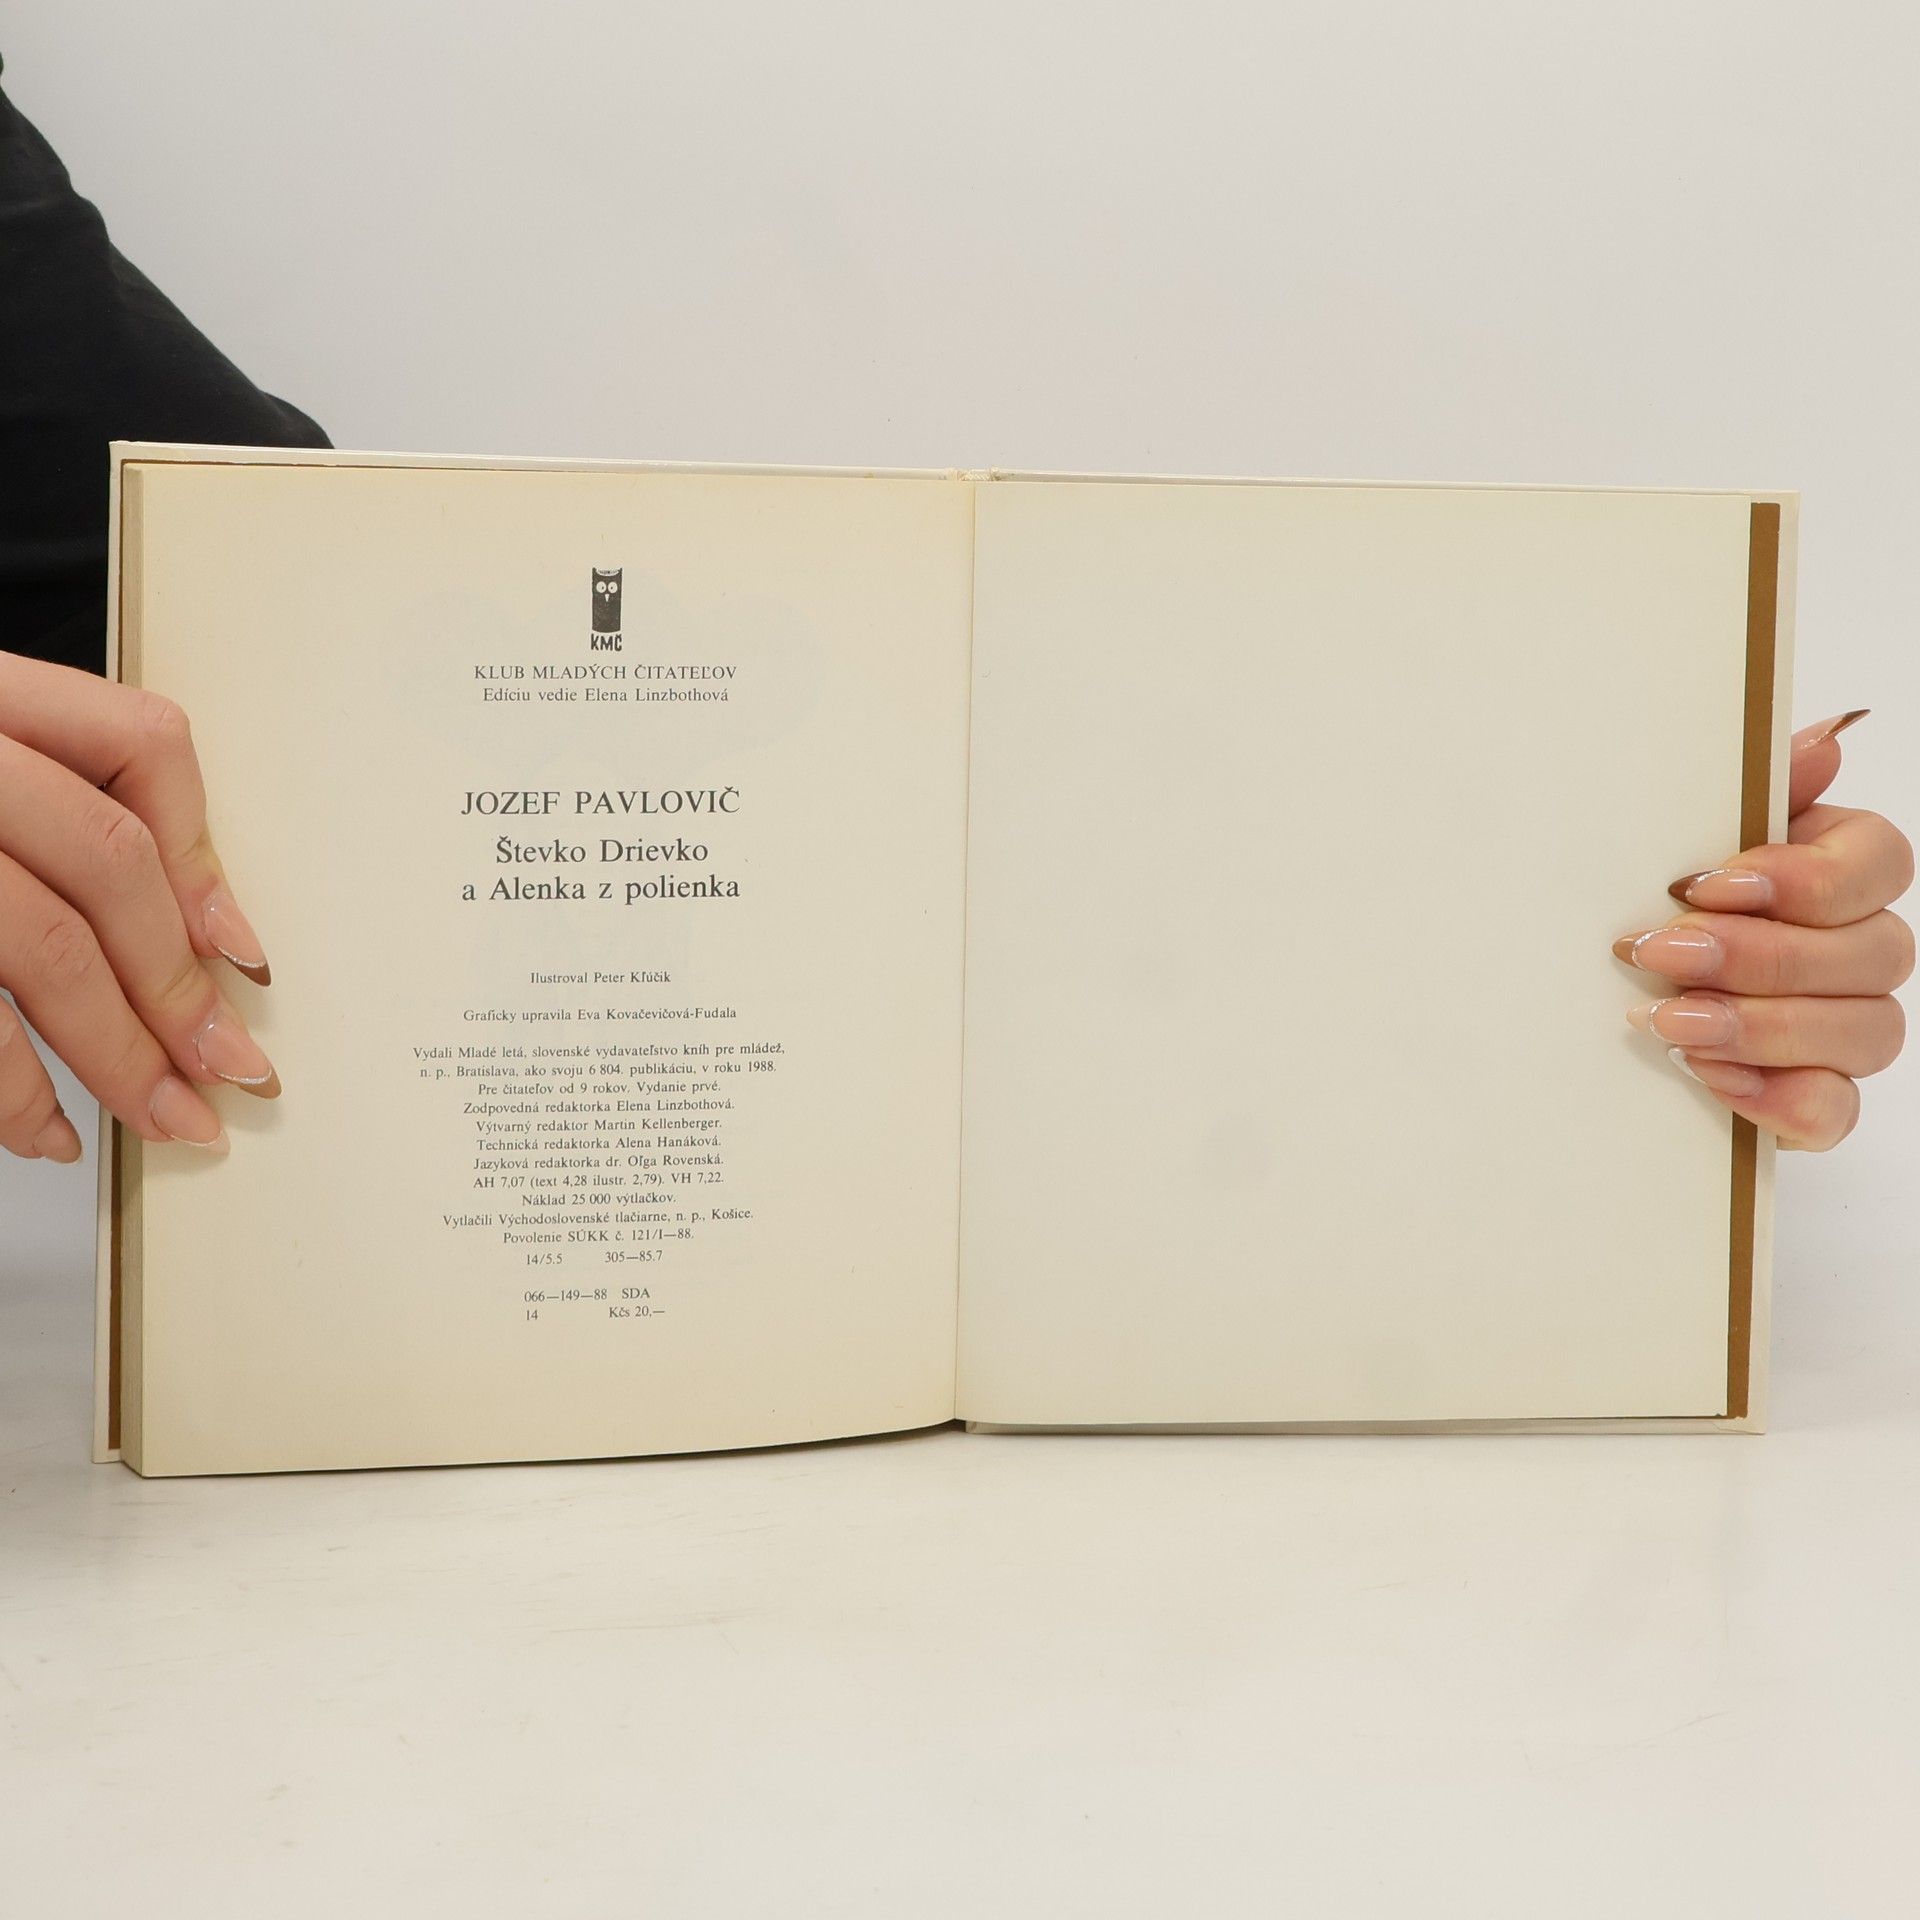 KMČ
KLUB MLADÝCH ČITATEĽOV
Edíciu vedie Elena Linzbothová
JOZEF PAVLOVIČ
Števko Drievko
a Alenka z polienka
Ilustroval Peter Kľúčik
Graficky upravila Eva Kovačevičová-Fudala
Vydali Mladé letá, slovenské vydavateľstvo kníh pre mládež,
n. p., Bratislava, ako svoju 6 804. publikáciu, v roku 1988.
Pre čitateľov od 9 rokov. Vydanie prvé.
Zodpovedná redaktorka Elena Linzbothová.
Výtvarný redaktor Martin Kellenberger.
Technická redaktorka Alena Hanáková.
Jazyková redaktorka dr. Oľga Rovenská.
AH 7,07 (text 4,28 ilustr. 2,79). VH 7,22.
Náklad 25 000 výtlačkov.
Vytlačili Východoslovenské tlačiarne, n. p., Košice.
Povolenie SÚKK č. 121/I—88.
14/5.5 305—85.7
066—149—88 SDA
14 Kčs 20,—